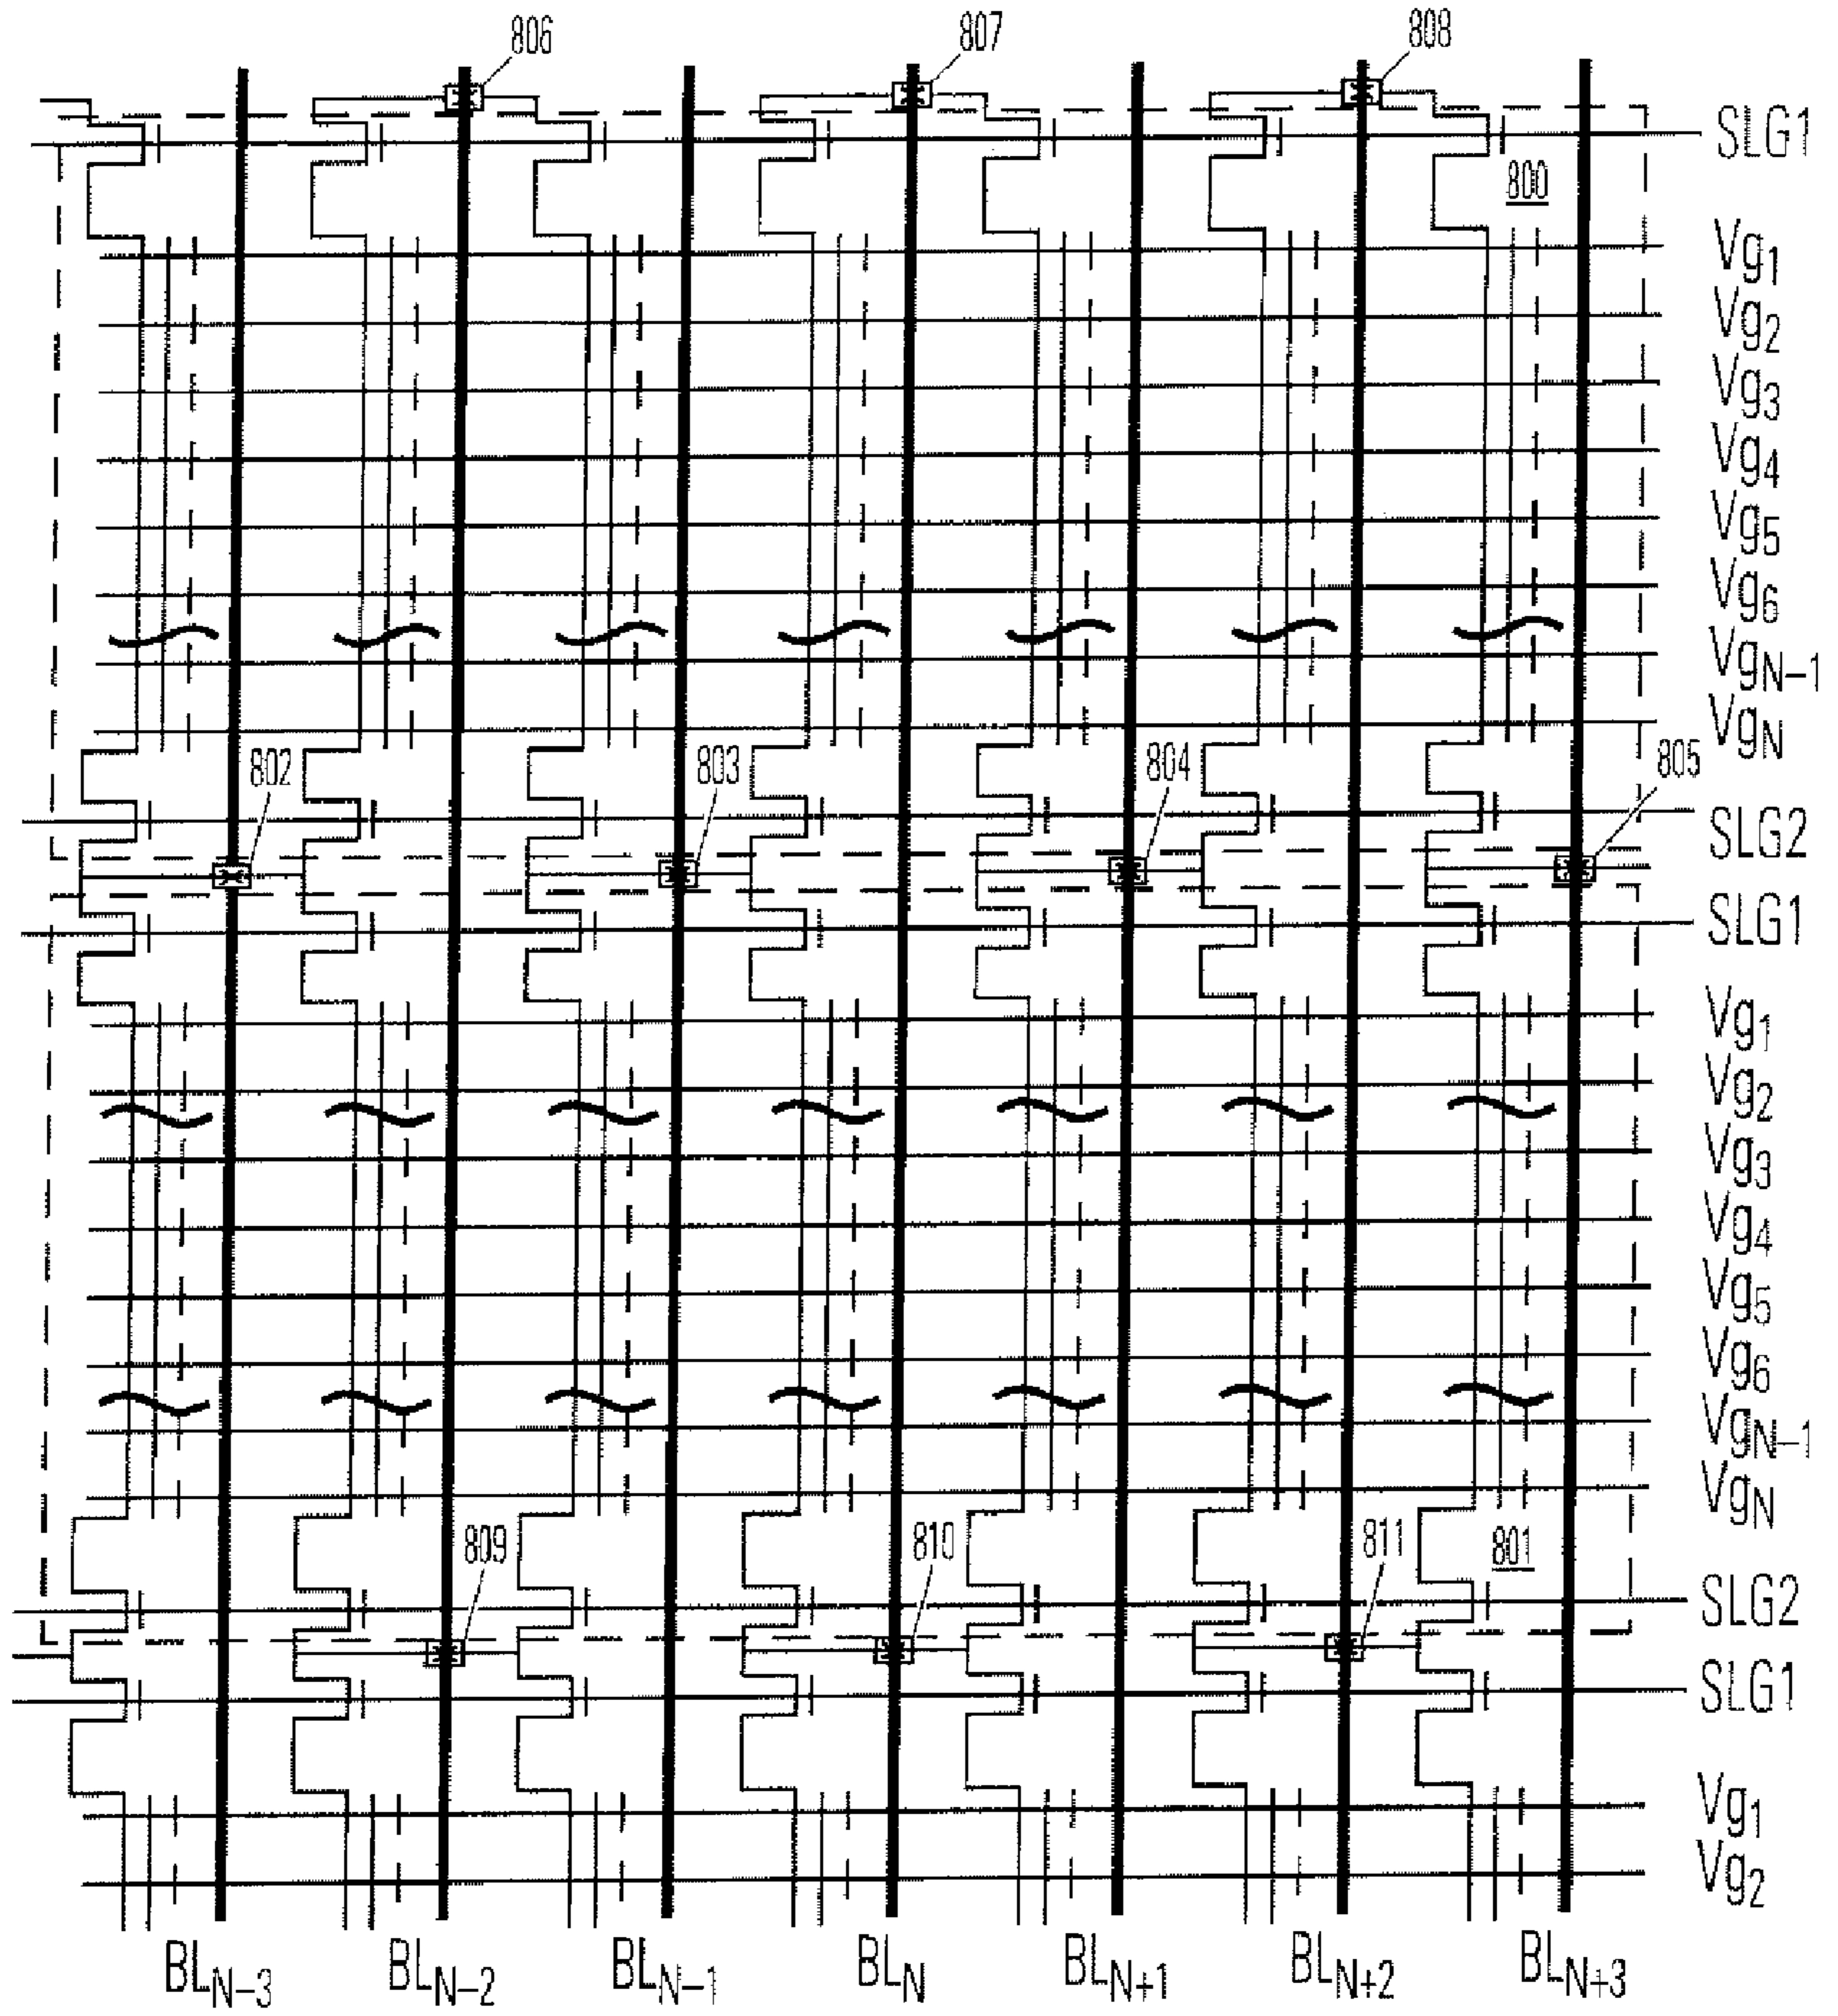 806 807 808
SLG1
800
Vg1
Vg2
Vg3
Vg4
Vg5
Vg6
VgN-1
VgN
802 803 804 805
SLG2
SLG1
Vg1
Vg2
Vg3
Vg4
Vg5
Vg6
VgN-1
VgN
809 810 811 801
SLG2
SLG1
Vg1
Vg2
BLN-3 BLN-2 BLN-1 BLN BLN+1 BLN+2 BLN+3